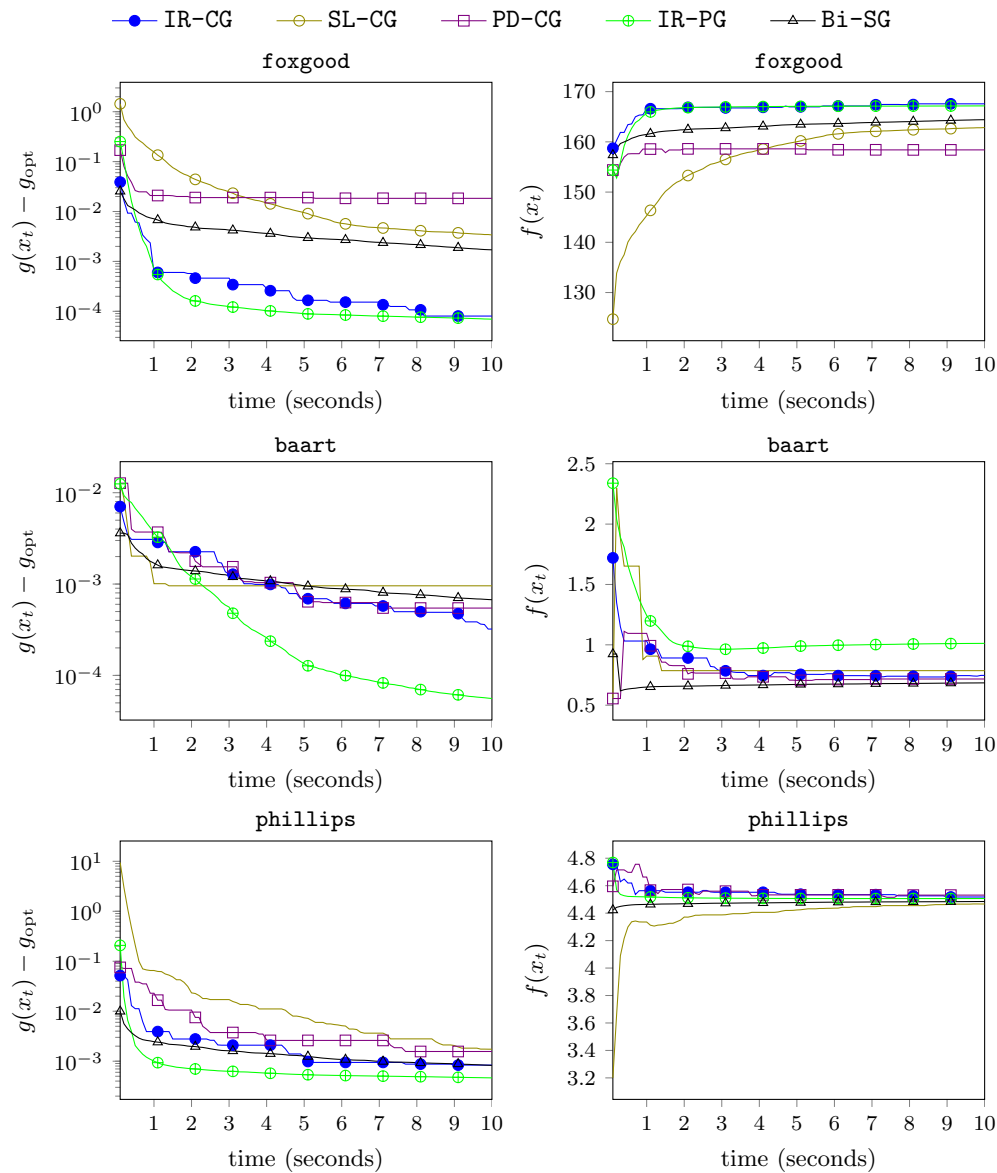 IR-CG SL-CG PD-CG IR-PG Bi-SG
foxgood
g(x_t) − g_opt
10^0
10^−1
10^−2
10^−3
10^−4
1 2 3 4 5 6 7 8 9 10
time (seconds)
foxgood
f(x_t)
170
160
150
140
130
1 2 3 4 5 6 7 8 9 10
time (seconds)
baart
g(x_t) − g_opt
10^−2
10^−3
10^−4
1 2 3 4 5 6 7 8 9 10
time (seconds)
baart
f(x_t)
2.5
2
1.5
1
0.5
1 2 3 4 5 6 7 8 9 10
time (seconds)
phillips
g(x_t) − g_opt
10^1
10^0
10^−1
10^−2
10^−3
1 2 3 4 5 6 7 8 9 10
time (seconds)
phillips
f(x_t)
4.8
4.6
4.4
4.2
4
3.8
3.6
3.4
3.2
1 2 3 4 5 6 7 8 9 10
time (seconds)